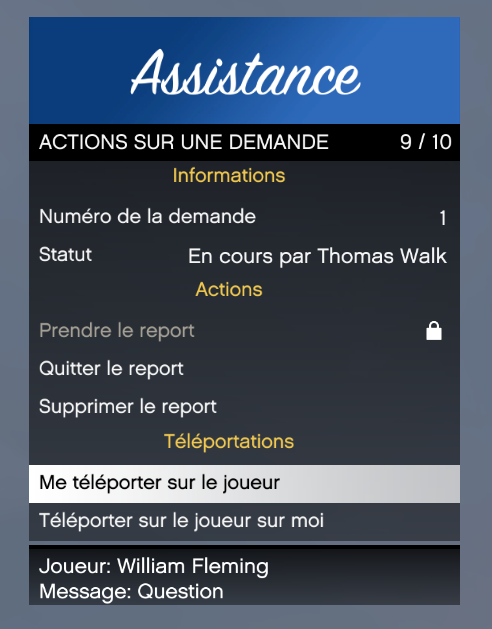 Assistance
ACTIONS SUR UNE DEMANDE 9 / 10
Informations
Numéro de la demande 1
Statut En cours par Thomas Walk
Actions
Prendre le report
Quitter le report
Supprimer le report
Téléportations
Me téléporter sur le joueur
Téléporter sur le joueur sur moi
Joueur: William Fleming
Message: Question